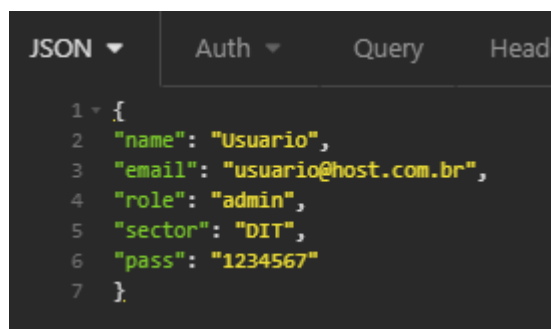 JSON Auth Query Head
1 {
2 "name": "Usuario",
3 "email": "usuario@host.com.br",
4 "role": "admin",
5 "sector": "DIT",
6 "pass": "1234567"
7 }